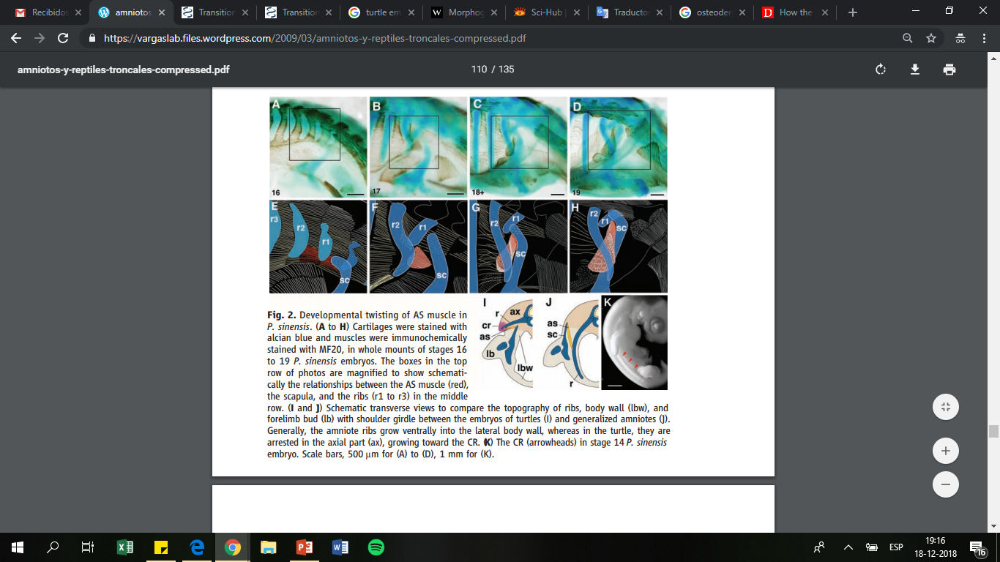 Recibidos
amniotos
Transition
Transition
turtle em
Morphog
Sci-Hub
Traducto
osteoder
How the
https://vargaslab.files.wordpress.com/2009/03/amniotos-y-reptiles-troncales-compressed.pdf
amniotos-y-reptiles-troncales-compressed.pdf
110 / 135
A B C D
16 17 18+ 19
E F G H
r3 r2 r1 sc
r2 r1 sc
r2 r1 sc
r2 r1 sc
I J K
r ax cr as lb lbw
as sc r
Fig. 2. Developmental twisting of AS muscle in
P. sinensis. (A to H) Cartilages were stained with
alcian blue and muscles were immunochemically
stained with MF20, in whole mounts of stages 16
to 19 P. sinensis embryos. The boxes in the top
row of photos are magnified to show schemati-
cally the relationships between the AS muscle (red),
the scapula, and the ribs (r1 to r3) in the middle
row. (I and J) Schematic transverse views to compare the topography of ribs, body wall (lbw), and
forelimb bud (lb) with shoulder girdle between the embryos of turtles (I) and generalized amniotes (J).
Generally, the amniote ribs grow ventrally into the lateral body wall, whereas in the turtle, they are
arrested in the axial part (ax), growing toward the CR. (K) The CR (arrowheads) in stage 14 P. sinensis
embryo. Scale bars, 500 μm for (A) to (D), 1 mm for (K).
ESP
19:16
18-12-2018
16